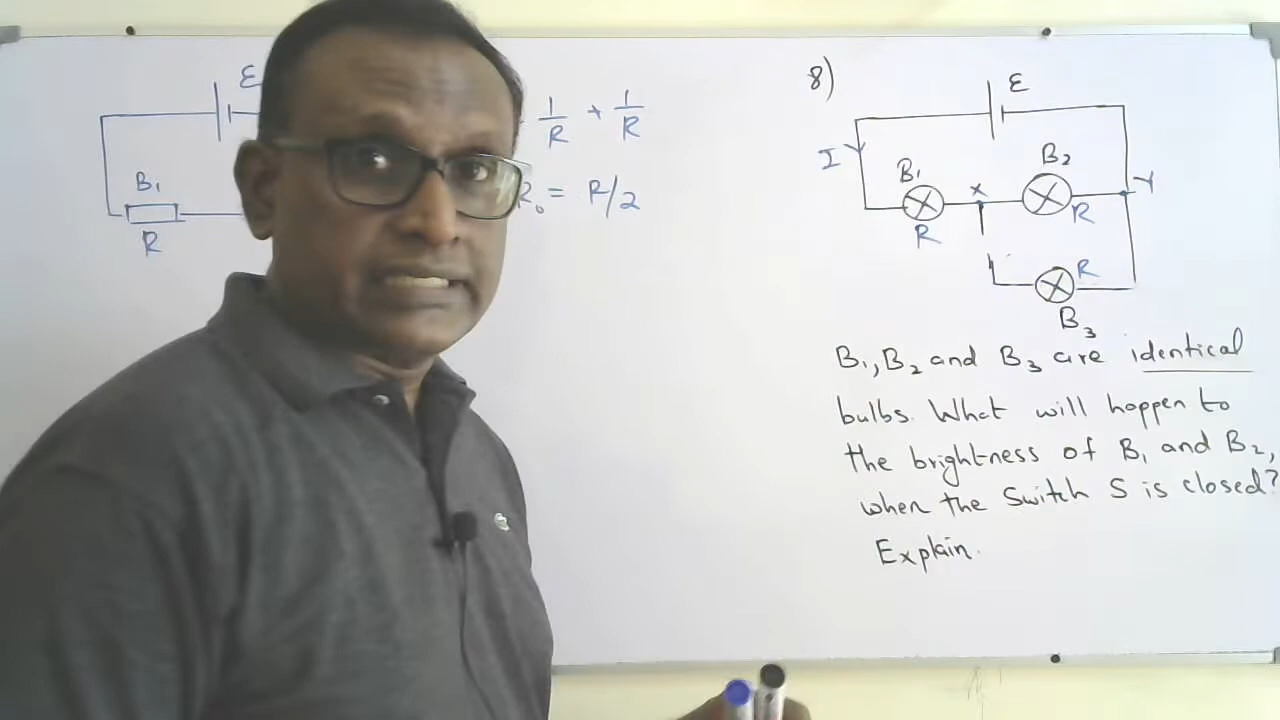 ε
B₁
R
1/R + 1/R
R₀ = R/2
8)
ε
I
B₁
x
B₂
Y
R
R
R
B₃
B₁, B₂ and B₃ are identical
bulbs. What will happen to
the brightness of B₁ and B₂,
when the Switch S is closed?
Explain.